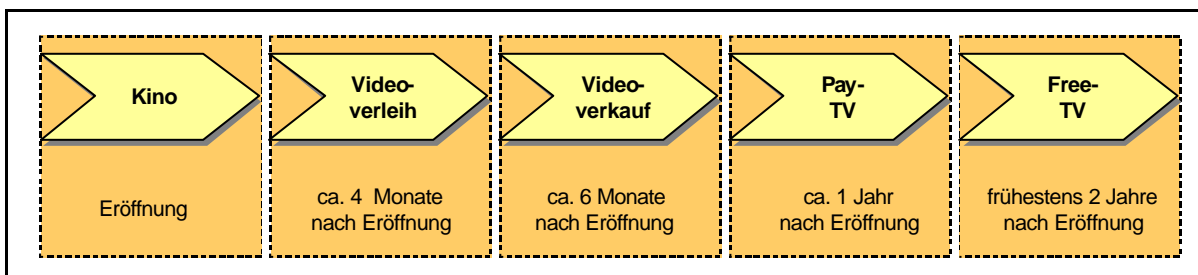 Kino
Eröffnung
Video-
verleih
ca. 4 Monate
nach Eröffnung
Video-
verkauf
ca. 6 Monate
nach Eröffnung
Pay-
TV
ca. 1 Jahr
nach Eröffnung
Free-
TV
frühestens 2 Jahre
nach Eröffnung